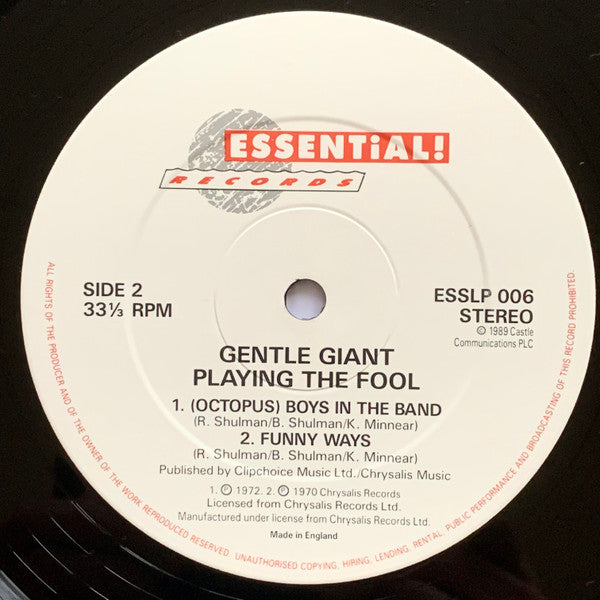 ESSENTiAL!
RECORDS
SIDE 2
33⅓ RPM
ESSLP 006
STEREO
© 1989 Castle
Communications PLC
GENTLE GIANT
PLAYING THE FOOL
1. (OCTOPUS) BOYS IN THE BAND
(R. Shulman/B. Shulman/K. Minnear)
2. FUNNY WAYS
(R. Shulman/B. Shulman/K. Minnear)
Published by Clipchoice Music Ltd./Chrysalis Music
1. ℗ 1972. 2. ℗ 1970 Chrysalis Records
Licensed from Chrysalis Records Ltd.
Manufactured under license from Chrysalis Records Ltd.
Made in England
ALL RIGHTS OF THE PRODUCER AND OF THE OWNER OF THE WORK REPRODUCED RESERVED. UNAUTHORISED COPYING, HIRING, LENDING, RENTAL, PUBLIC PERFORMANCE AND BROADCASTING OF THIS RECORD PROHIBITED.